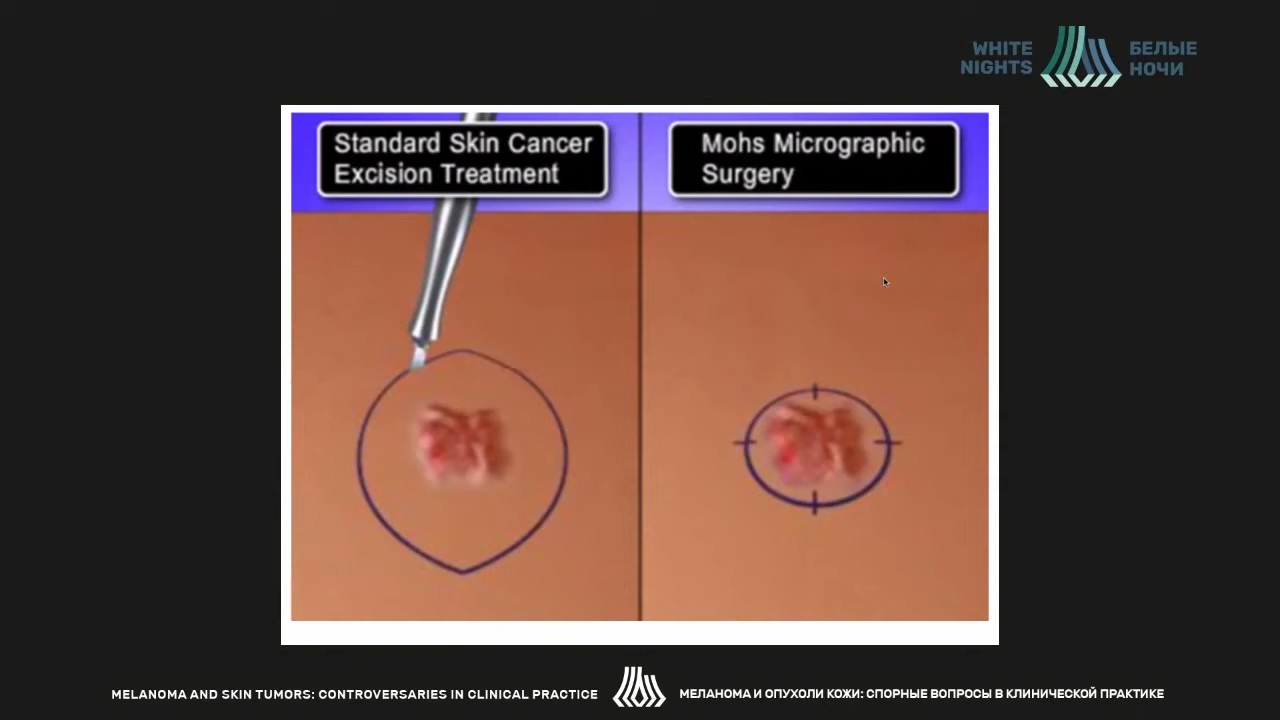 WHITE
NIGHTS
БЕЛЫЕ
НОЧИ
Standard Skin Cancer
Excision Treatment
Mohs Micrographic
Surgery
MELANOMA AND SKIN TUMORS: CONTROVERSARIES IN CLINICAL PRACTICE
МЕЛАНОМА И ОПУХОЛИ КОЖИ: СПОРНЫЕ ВОПРОСЫ В КЛИНИЧЕСКОЙ ПРАКТИКЕ